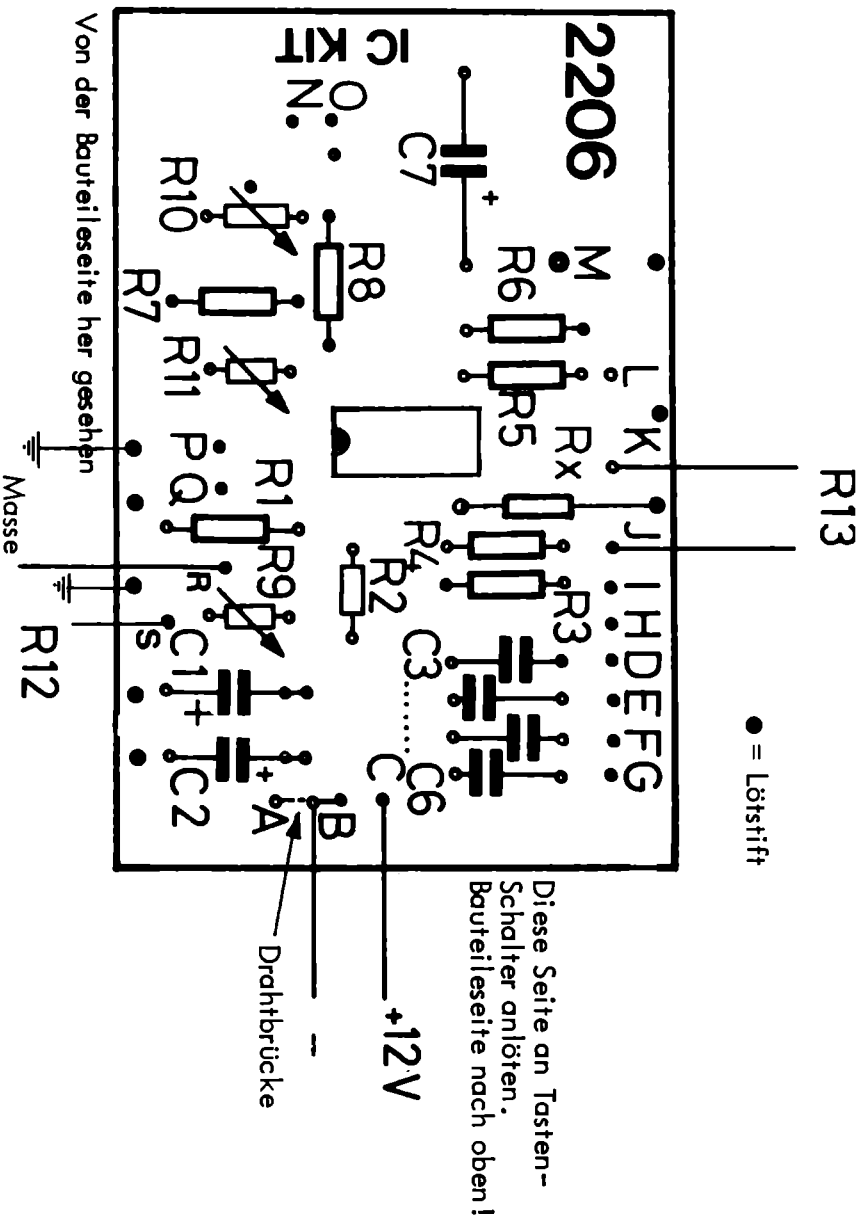 2206
IC KIT
C7
+
O
N
M
L
K
J
I
H
D
E
F
G
R13
R6
R5
Rx
R4
R3
R8
R10
R7
R11
P
Q
R1
R9
R
R2
C3......C6
C
S
C1
+
C2
+
A
B
R12
Masse
+12V
-
Drahtbrücke
● = Lötstift
Diese Seite an Tasten-
Schalter anlöten.
Bauteileseite nach oben!
Von der Bauteileseite her gesehen